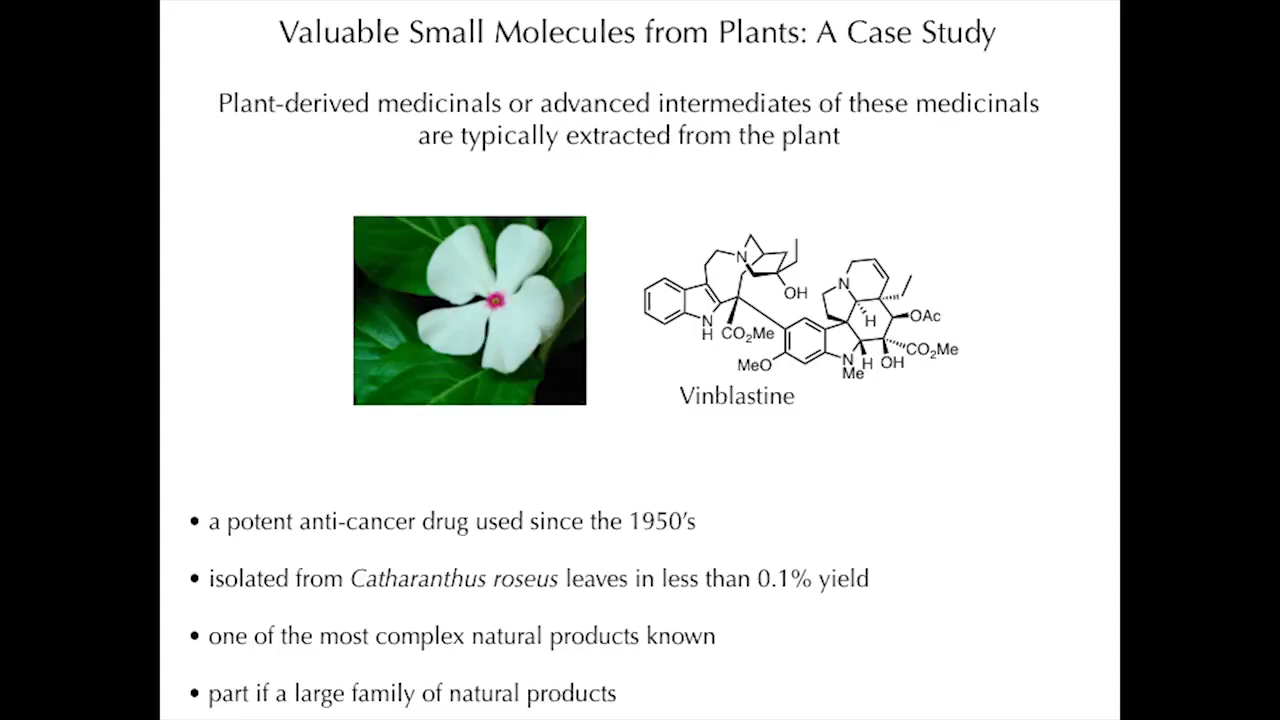 Valuable Small Molecules from Plants: A Case Study
Plant-derived medicinals or advanced intermediates of these medicinals
are typically extracted from the plant
N
OH
N
H
CO₂Me
MeO
N
H
OAc
CO₂Me
OH
H
N
Me
Vinblastine
• a potent anti-cancer drug used since the 1950’s
• isolated from Catharanthus roseus leaves in less than 0.1% yield
• one of the most complex natural products known
• part if a large family of natural products